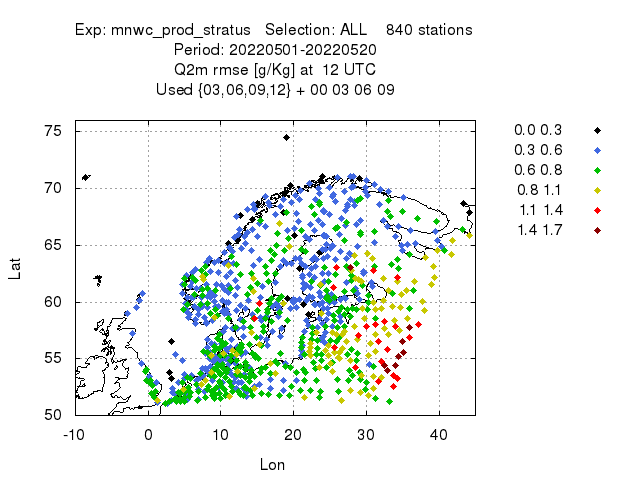 Exp: mnwc_prod_stratus   Selection: ALL    840 stations
Period: 20220501-20220520
Q2m rmse [g/Kg] at  12 UTC
Used {03,06,09,12} + 00 03 06 09
75
70
65
60
55
50
Lat
-10 0 10 20 30 40
Lon
0.0 0.3
0.3 0.6
0.6 0.8
0.8 1.1
1.1 1.4
1.4 1.7